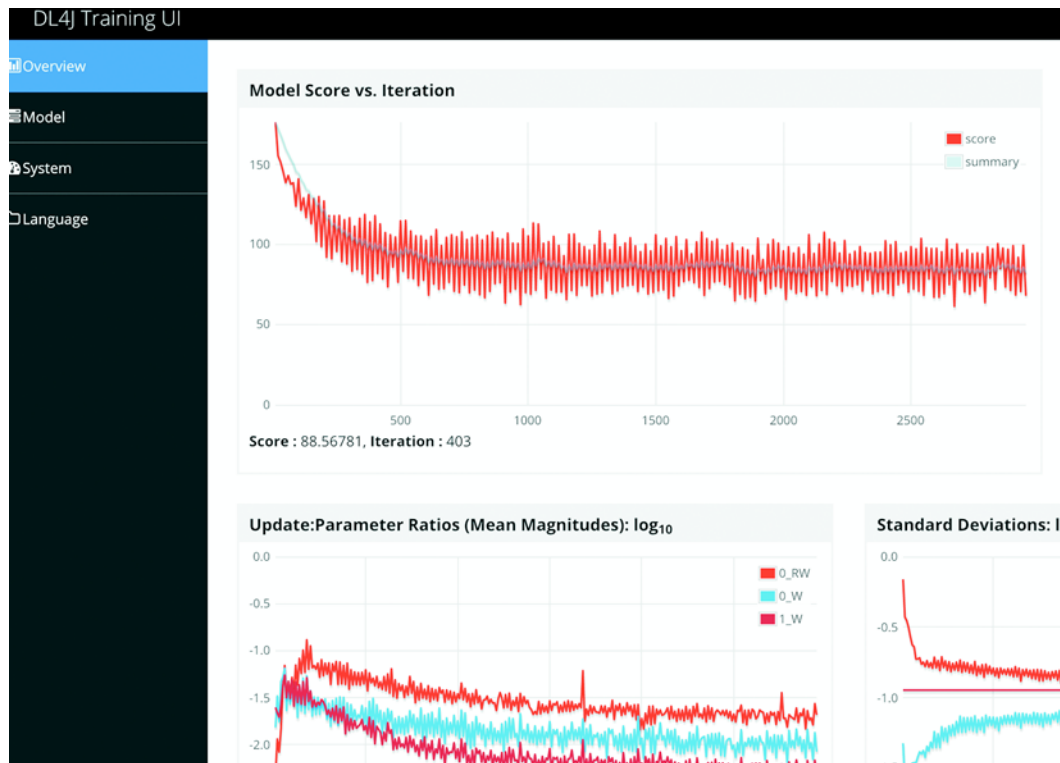 DL4J Training UI
Overview
Model
System
Language
Model Score vs. Iteration
score
summary
150
100
50
0
500 1000 1500 2000 2500
Score : 88.56781, Iteration : 403
Update:Parameter Ratios (Mean Magnitudes): log10
0_RW
0_W
1_W
0.0
-0.5
-1.0
-1.5
-2.0
Standard Deviations: l
0.0
-0.5
-1.0